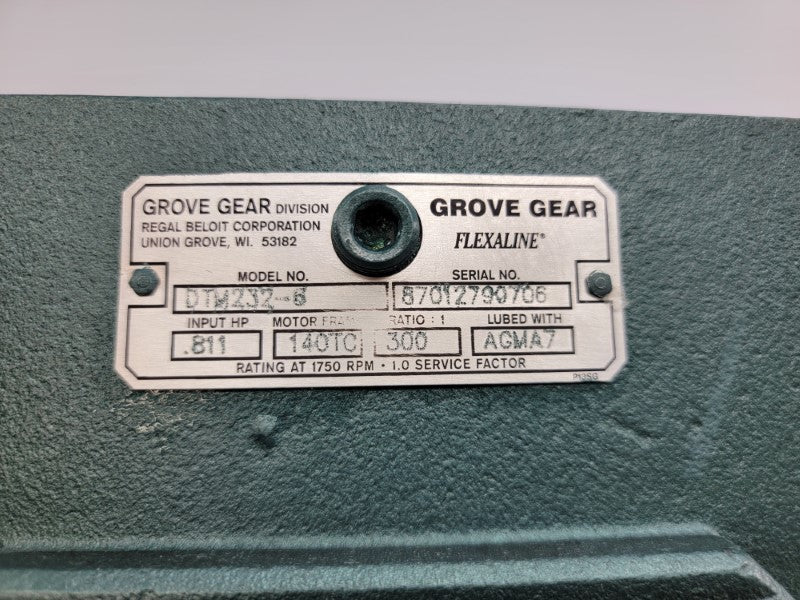 GROVE GEAR DIVISION
REGAL BELOIT CORPORATION
UNION GROVE, WI. 53182
GROVE GEAR
FLEXALINE®
MODEL NO.
SERIAL NO.
DTM232-6
87012790706
INPUT HP
MOTOR FRAME
RATIO :1
LUBED WITH
.811
140TC
300
AGMA7
RATING AT 1750 RPM • 1.0 SERVICE FACTOR